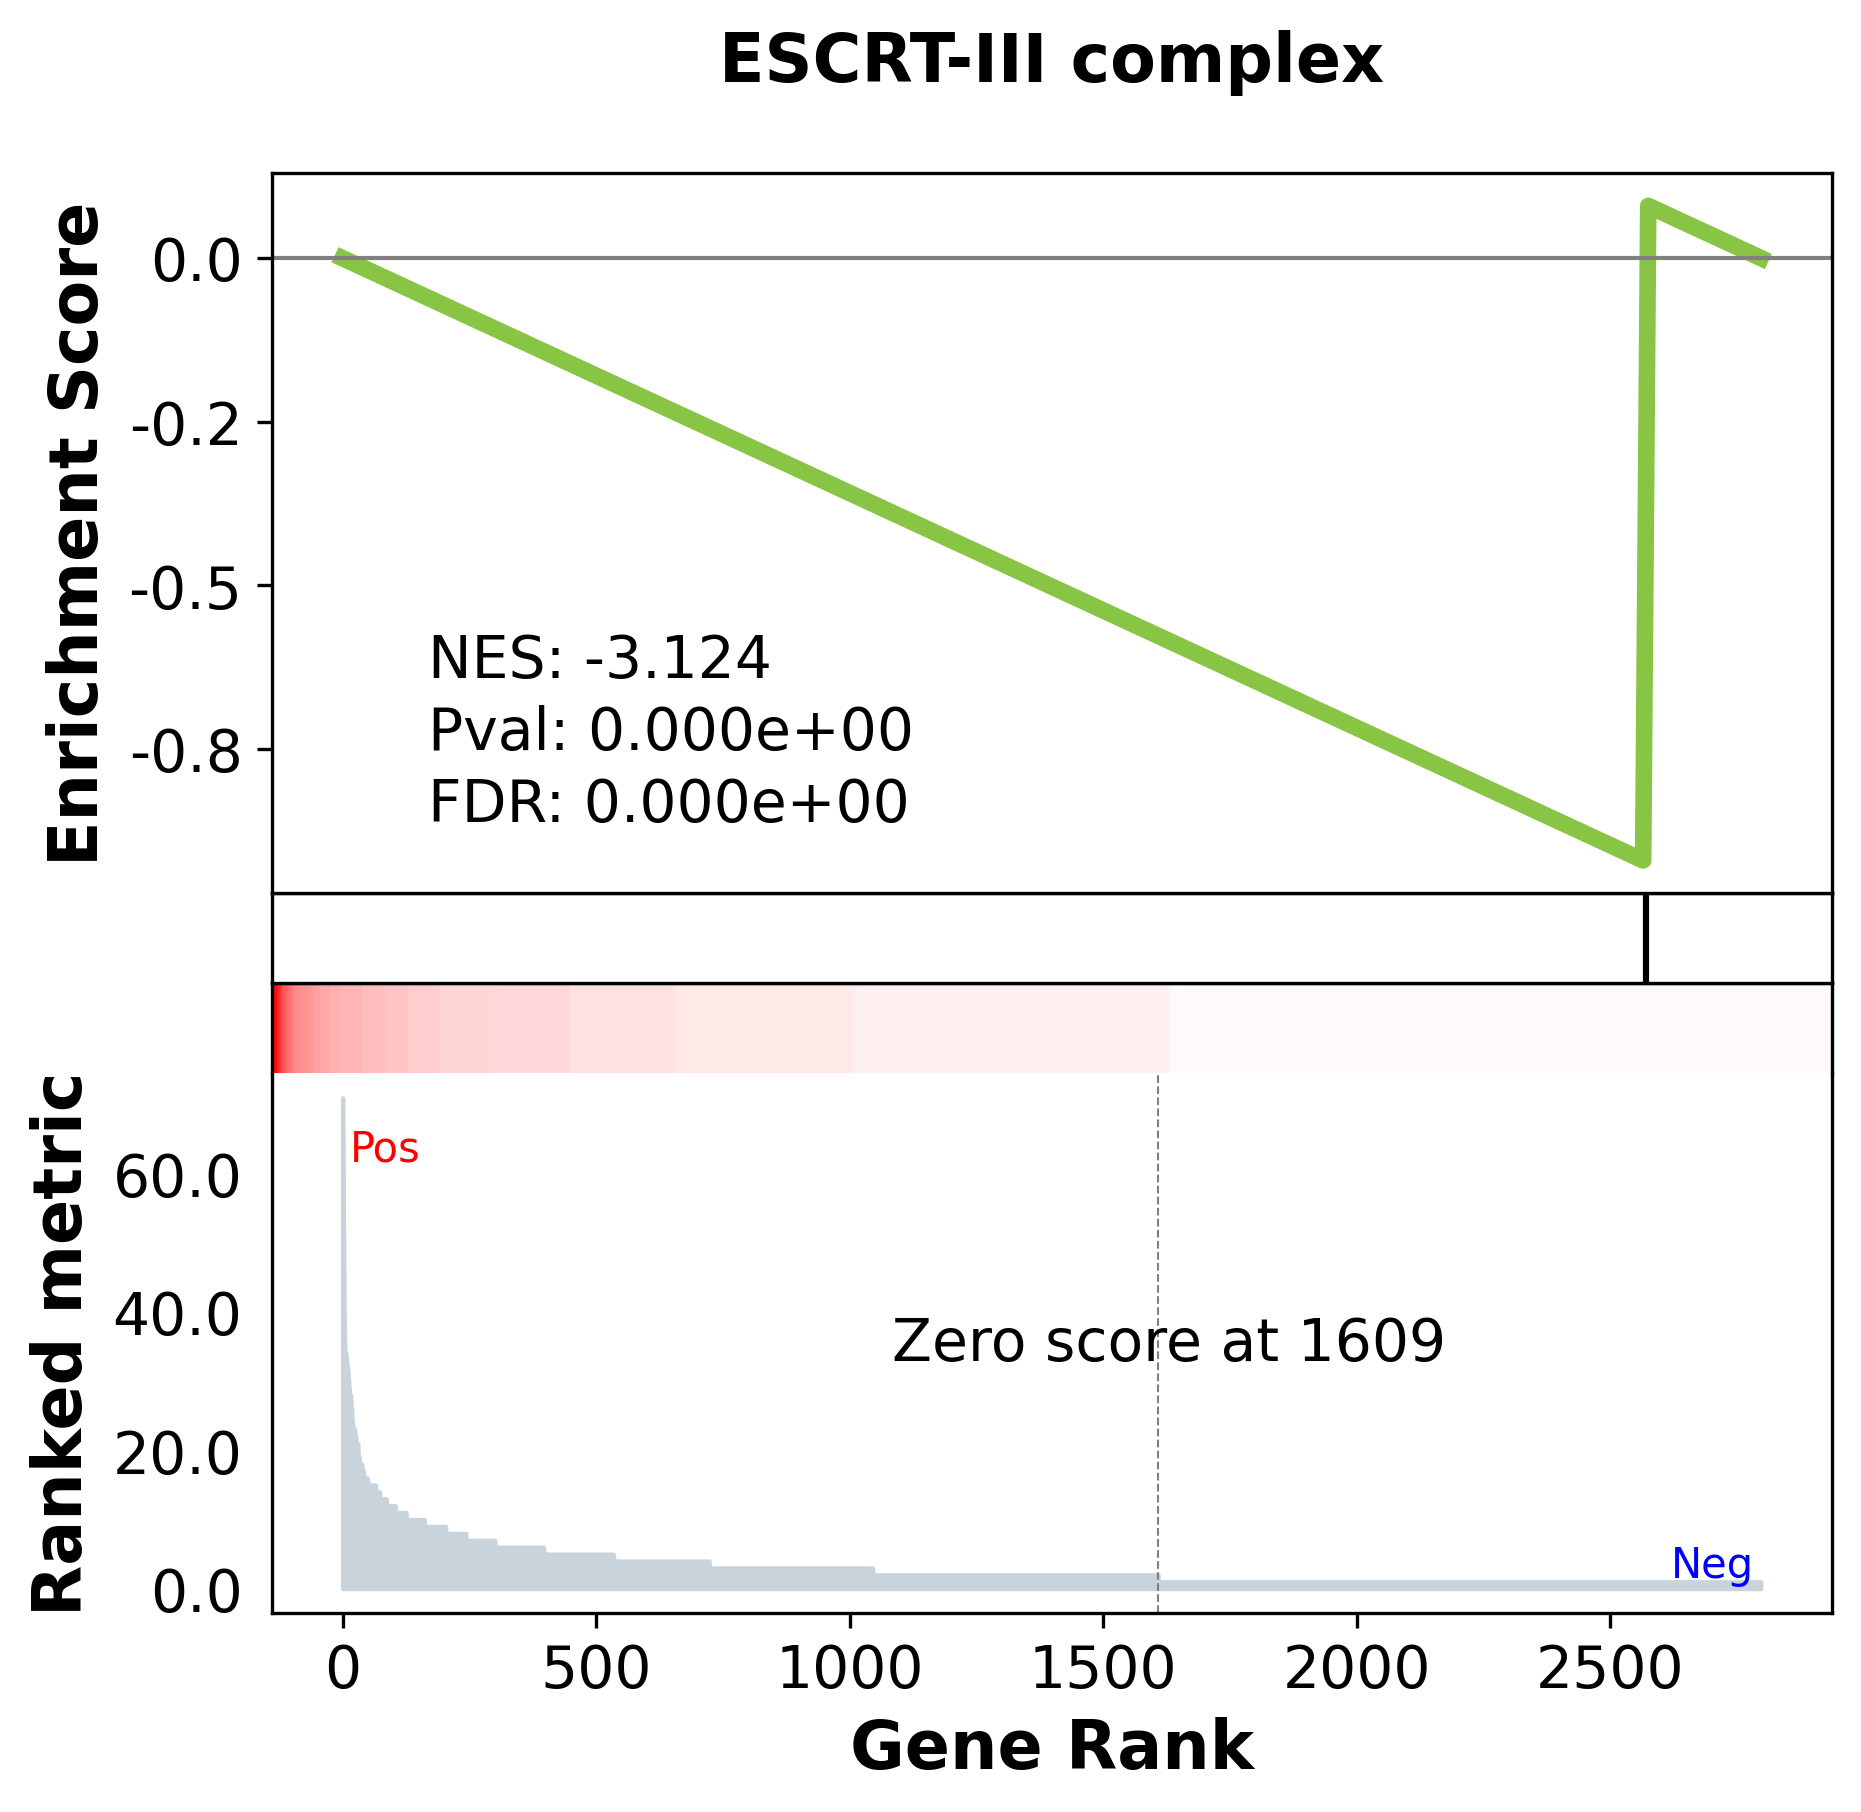 ESCRT-III complex
Enrichment Score
0.0
-0.2
-0.5
-0.8
NES: -3.124
Pval: 0.000e+00
FDR: 0.000e+00
Ranked metric
60.0
40.0
20.0
0.0
Pos
Zero score at 1609
Neg
0 500 1000 1500 2000 2500
Gene Rank